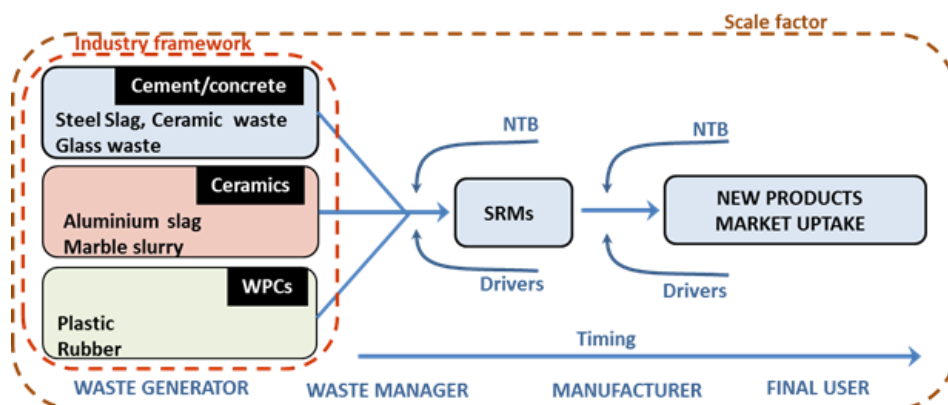 Scale factor
Industry framework
Cement/concrete
Steel Slag, Ceramic waste
Glass waste
Ceramics
Aluminium slag
Marble slurry
WPCs
Plastic
Rubber
NTB
SRMs
Drivers
NTB
NEW PRODUCTS
MARKET UPTAKE
Drivers
Timing
WASTE GENERATOR
WASTE MANAGER
MANUFACTURER
FINAL USER